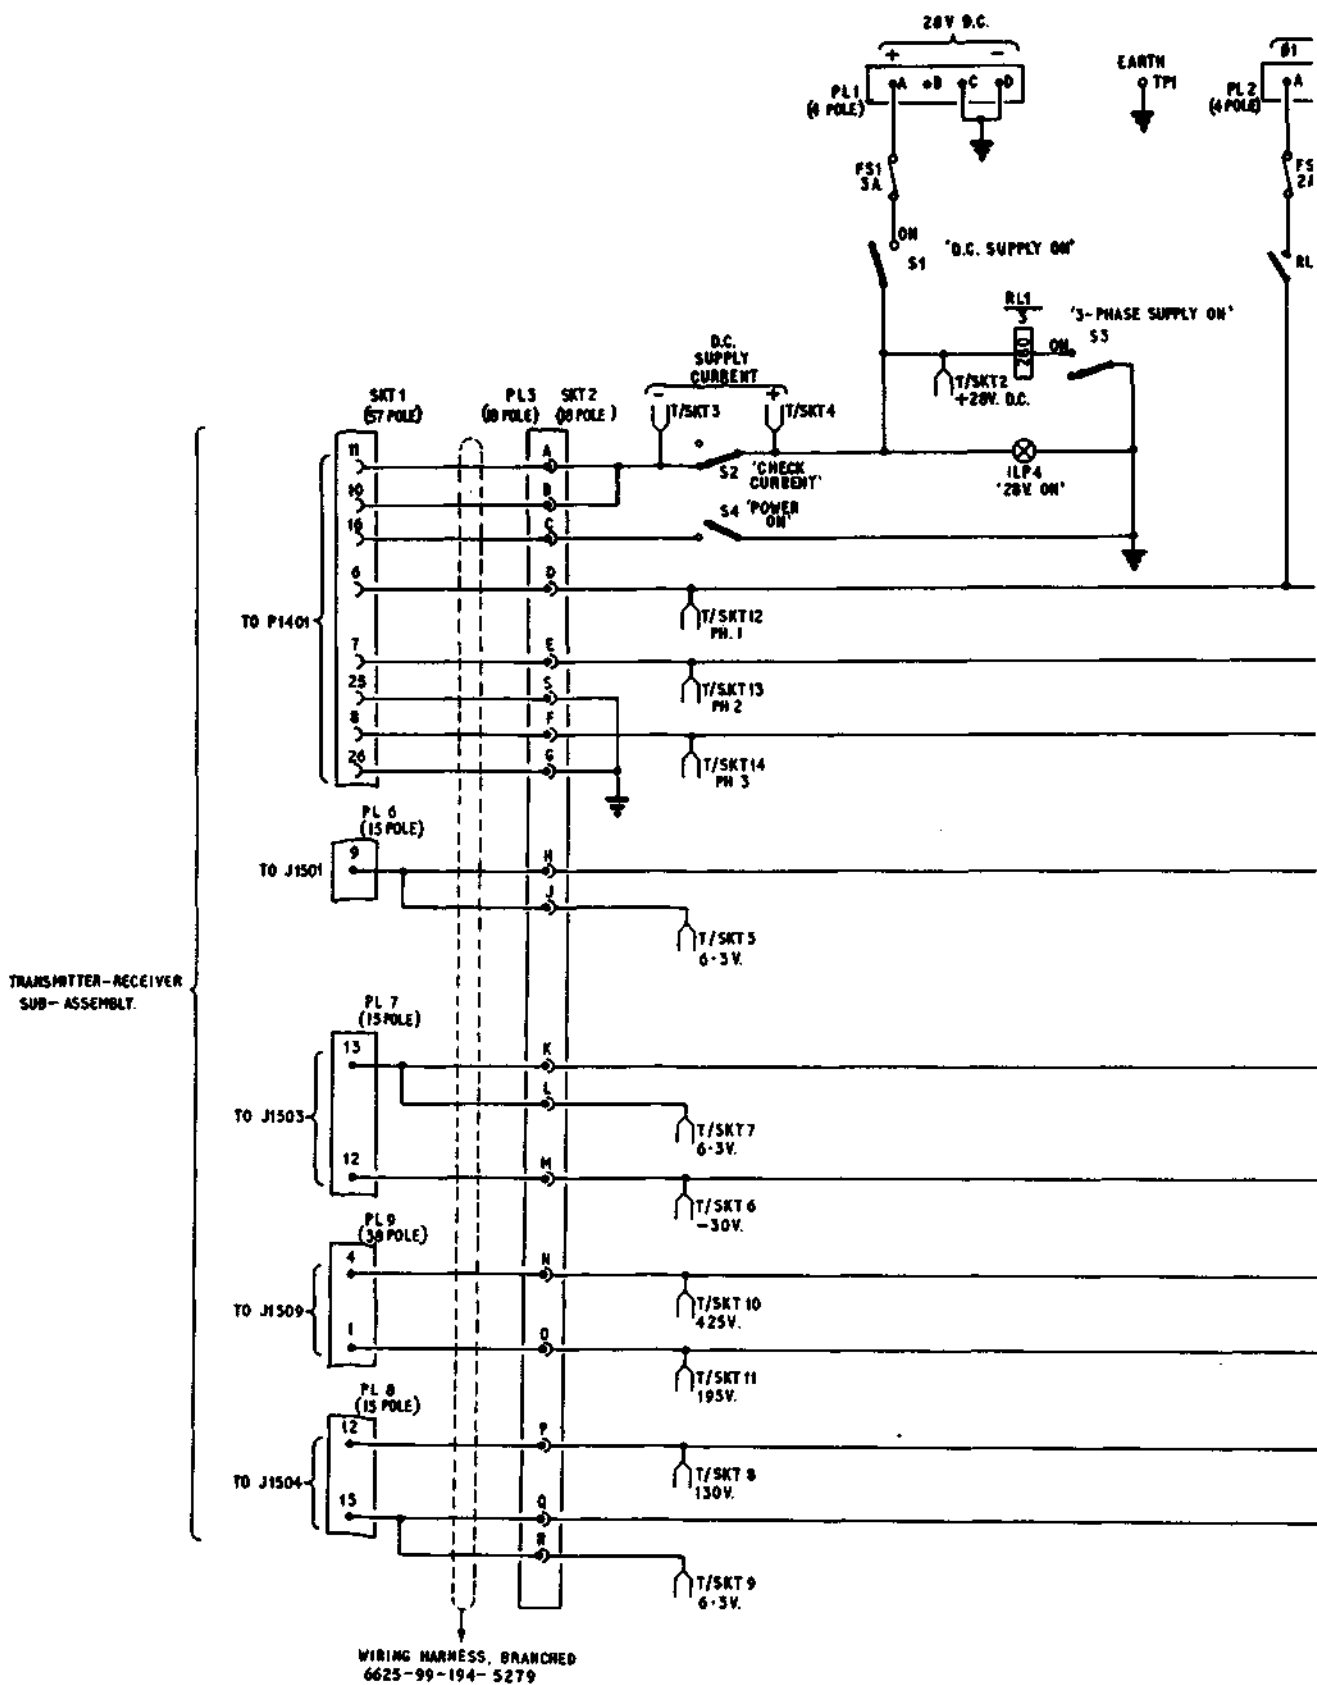 28V D.C.
+
-
A
B
C
D
PL1
(4 POLE)
EARTH
TP1
Ø1
PL2
(4 POLE)
A
FS1
3A
FS
2A
ON
S1
'D.C. SUPPLY ON'
RL
RL1
3
280
ON
'3-PHASE SUPPLY ON'
S3
T/SKT2
+28V. D.C.
D.C.
SUPPLY
CURRENT
-
+
T/SKT3
T/SKT4
S2
'CHECK
CURRENT'
ILP4
'28V. ON'
S4
'POWER
ON'
SKT1
(57 POLE)
PL3
(18 POLE)
SKT2
(18 POLE)
11
A
10
B
16
C
6
D
T/SKT12
PH.1
TO P1401
7
E
T/SKT13
PH 2
25
S
8
F
T/SKT14
PH 3
26
G
PL 6
(15 POLE)
TO J1501
9
H
J
T/SKT5
6·3V.
TRANSMITTER-RECEIVER
SUB-ASSEMBLY.
PL 7
(15 POLE)
13
K
L
TO J1503
T/SKT7
6·3V.
12
M
T/SKT6
-30V.
PL9
(38 POLE)
4
N
TO J1509
T/SKT10
425V.
1
O
T/SKT11
195V.
PL 8
(15 POLE)
12
P
TO J1504
T/SKT8
130V.
15
Q
R
T/SKT9
6·3V.
WIRING HARNESS, BRANCHED
6625-99-194-5279